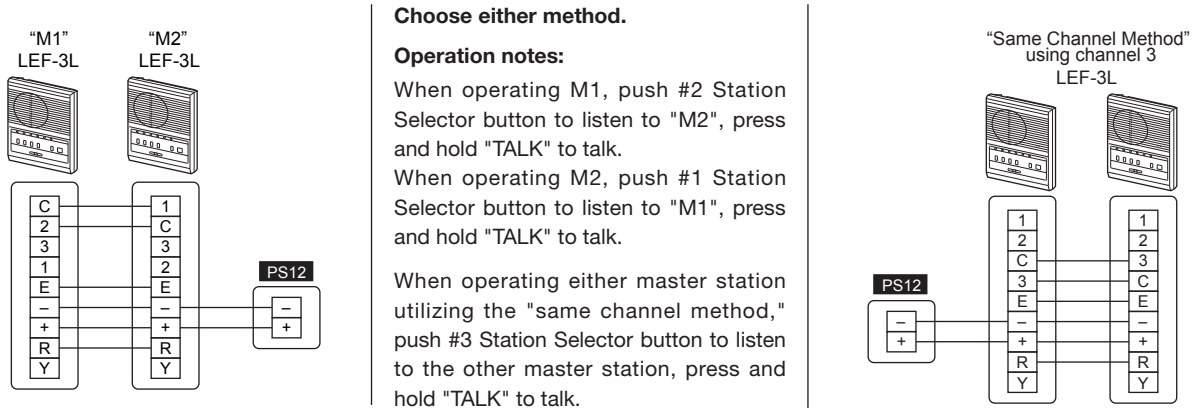 “M1”
LEF-3L
“M2”
LEF-3L
C
2
3
1
E
–
+
R
Y
1
C
3
2
E
–
+
R
Y
PS12
–
+
Choose either method.
Operation notes:
When operating M1, push #2 Station
Selector button to listen to "M2", press
and hold "TALK" to talk.
When operating M2, push #1 Station
Selector button to listen to "M1", press
and hold "TALK" to talk.
When operating either master station
utilizing the "same channel method,"
push #3 Station Selector button to listen
to the other master station, press and
hold "TALK" to talk.
“Same Channel Method”
using channel 3
LEF-3L
PS12
–
+
1
2
C
3
E
–
+
R
Y
1
2
3
C
E
–
+
R
Y